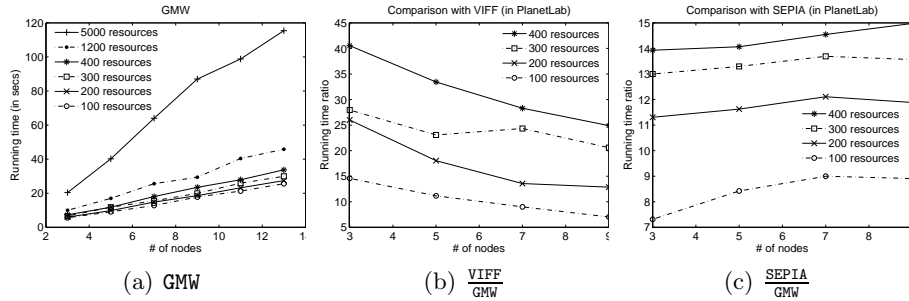 GMW
Running time (in secs)
120
100
80
60
40
20
0
5000 resources
1200 resources
400 resources
300 resources
200 resources
100 resources
2
4
6
8
10
12
14
# of nodes
(a) GMW
Comparison with VIFF (in PlanetLab)
Running time ratio
45
40
35
30
25
20
15
10
5
400 resources
300 resources
200 resources
100 resources
3
4
5
6
7
8
9
# of nodes
(b) VIFF
GMW
Comparison with SEPIA (in PlanetLab)
Running time ratio
15
14
13
12
11
10
9
8
7
400 resources
300 resources
200 resources
100 resources
3
4
5
6
7
8
# of nodes
(c) SEPIA
GMW